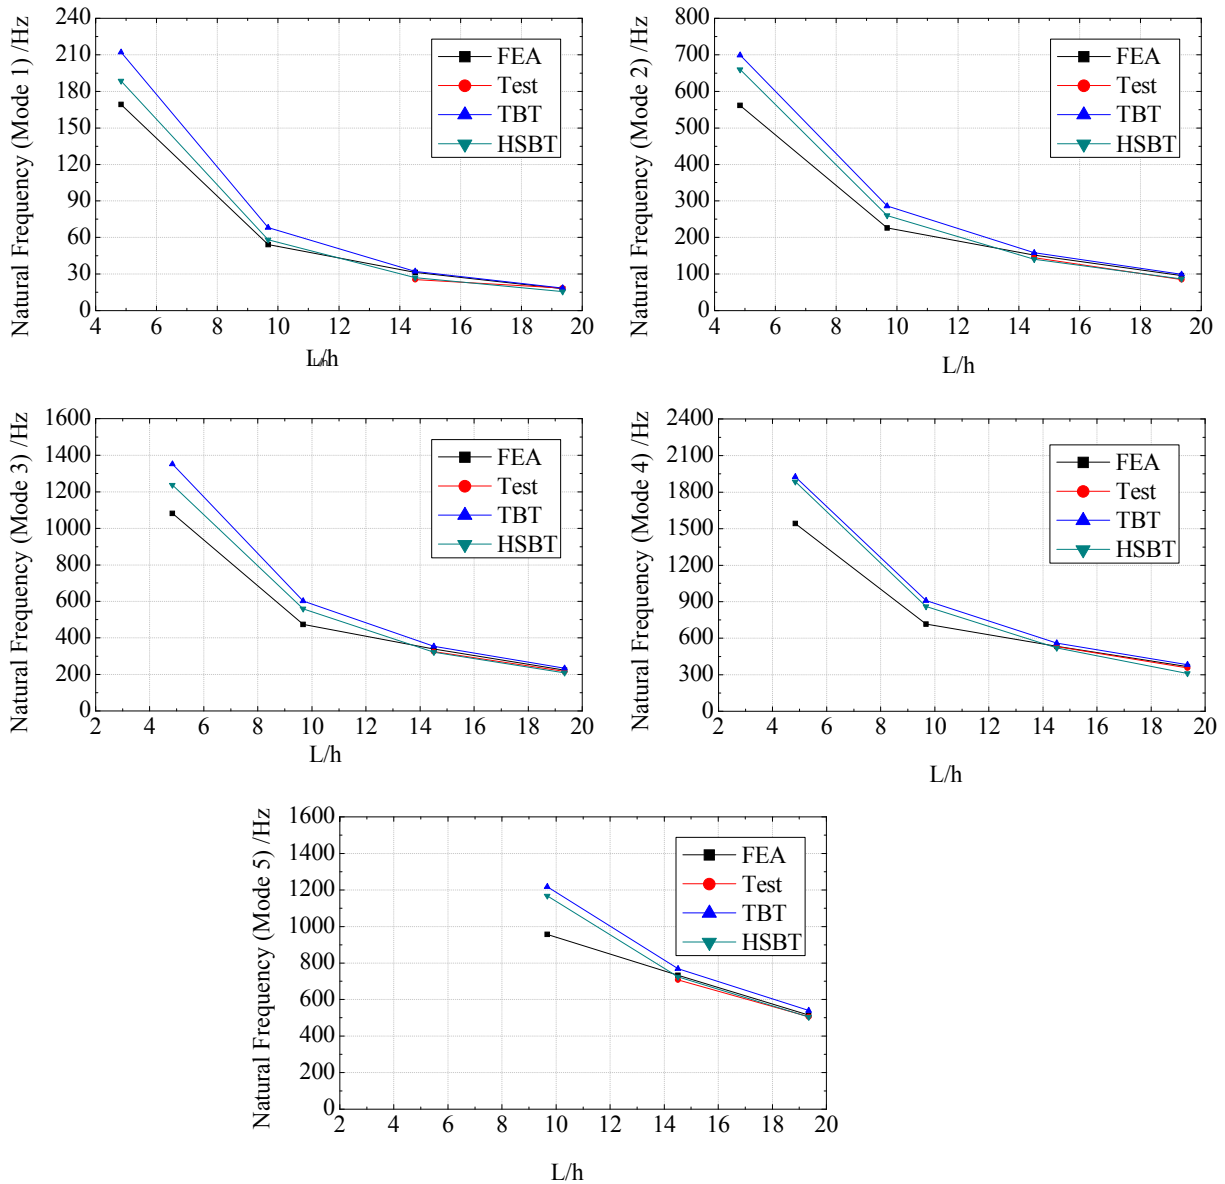 Natural Frequency (Mode 1) /Hz
240
210
180
150
120
90
60
30
0
4 6 8 10 12 14 16 18 20
L/h
L/h
FEA
Test
TBT
HSBT
Natural Frequency (Mode 2) /Hz
800
700
600
500
400
300
200
100
0
4 6 8 10 12 14 16 18 20
L/h
FEA
Test
TBT
HSBT
Natural Frequency (Mode 3) /Hz
1600
1400
1200
1000
800
600
400
200
0
2 4 6 8 10 12 14 16 18 20
L/h
FEA
Test
TBT
HSBT
Natural Frequency (Mode 4) /Hz
2400
2100
1800
1500
1200
900
600
300
0
2 4 6 8 10 12 14 16 18 20
L/h
FEA
Test
TBT
HSBT
Natural Frequency (Mode 5) /Hz
1600
1400
1200
1000
800
600
400
200
0
2 4 6 8 10 12 14 16 18 20
L/h
FEA
Test
TBT
HSBT